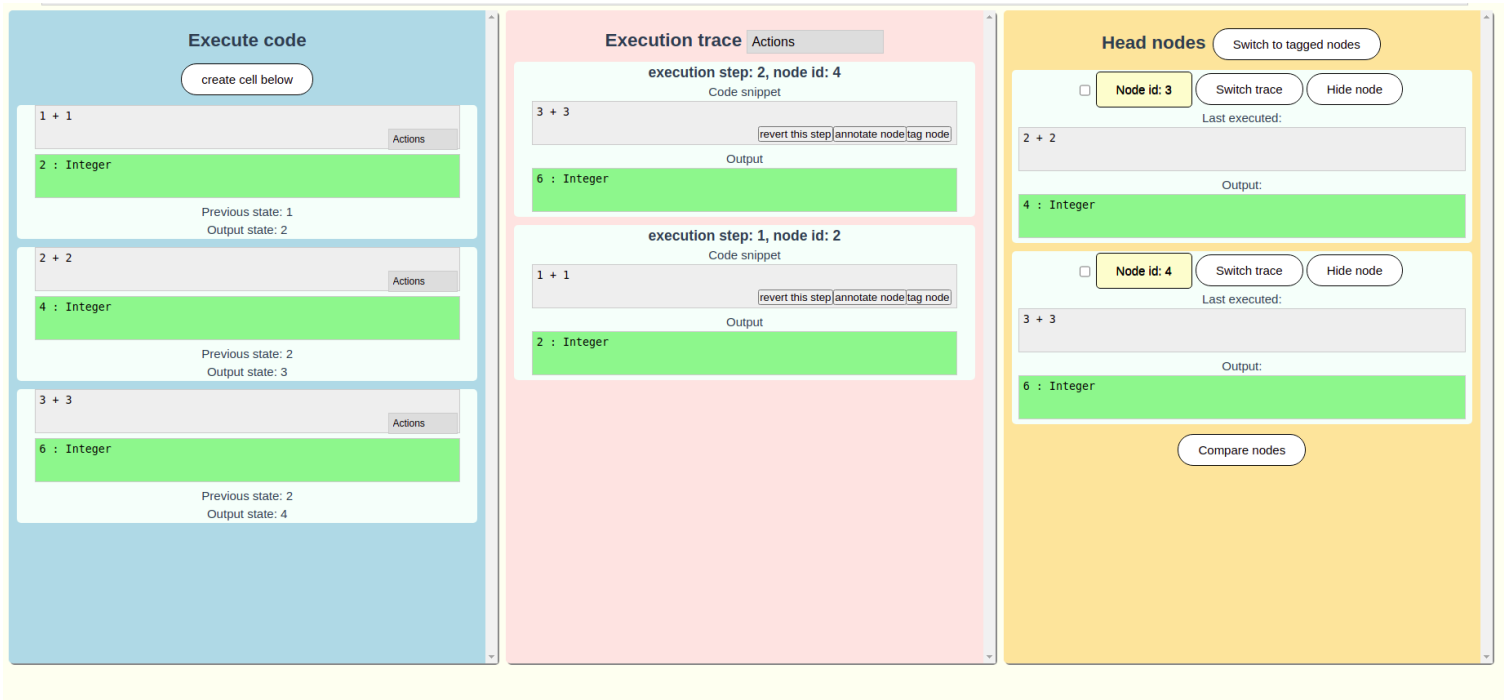 Execute code
create cell below
1 + 1
Actions
2 : Integer
Previous state: 1
Output state: 2
2 + 2
Actions
4 : Integer
Previous state: 2
Output state: 3
3 + 3
Actions
6 : Integer
Previous state: 2
Output state: 4
Execution trace Actions
execution step: 2, node id: 4
Code snippet
3 + 3
revert this step annotate node tag node
Output
6 : Integer
execution step: 1, node id: 2
Code snippet
1 + 1
revert this step annotate node tag node
Output
2 : Integer
Head nodes Switch to tagged nodes
Node id: 3 Switch trace Hide node
Last executed:
2 + 2
Output:
4 : Integer
Node id: 4 Switch trace Hide node
Last executed:
3 + 3
Output:
6 : Integer
Compare nodes